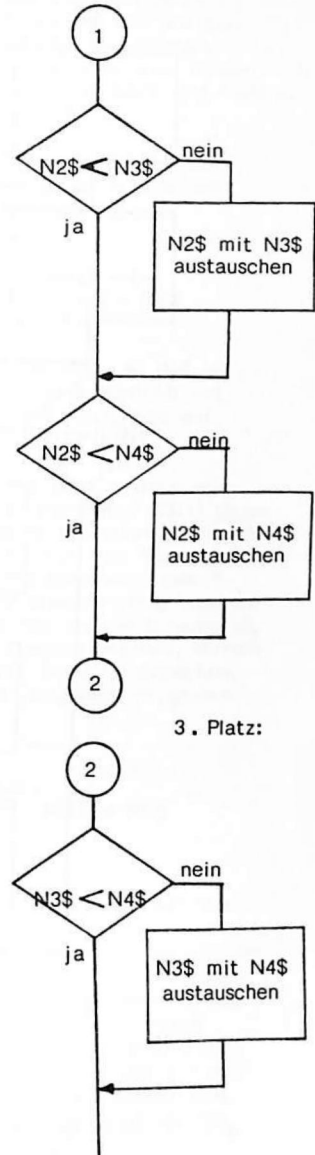 1
N2$ < N3$
nein
ja
N2$ mit N3$
austauschen
N2$ < N4$
nein
ja
N2$ mit N4$
austauschen
2
3. Platz:
2
N3$ < N4$
nein
ja
N3$ mit N4$
austauschen